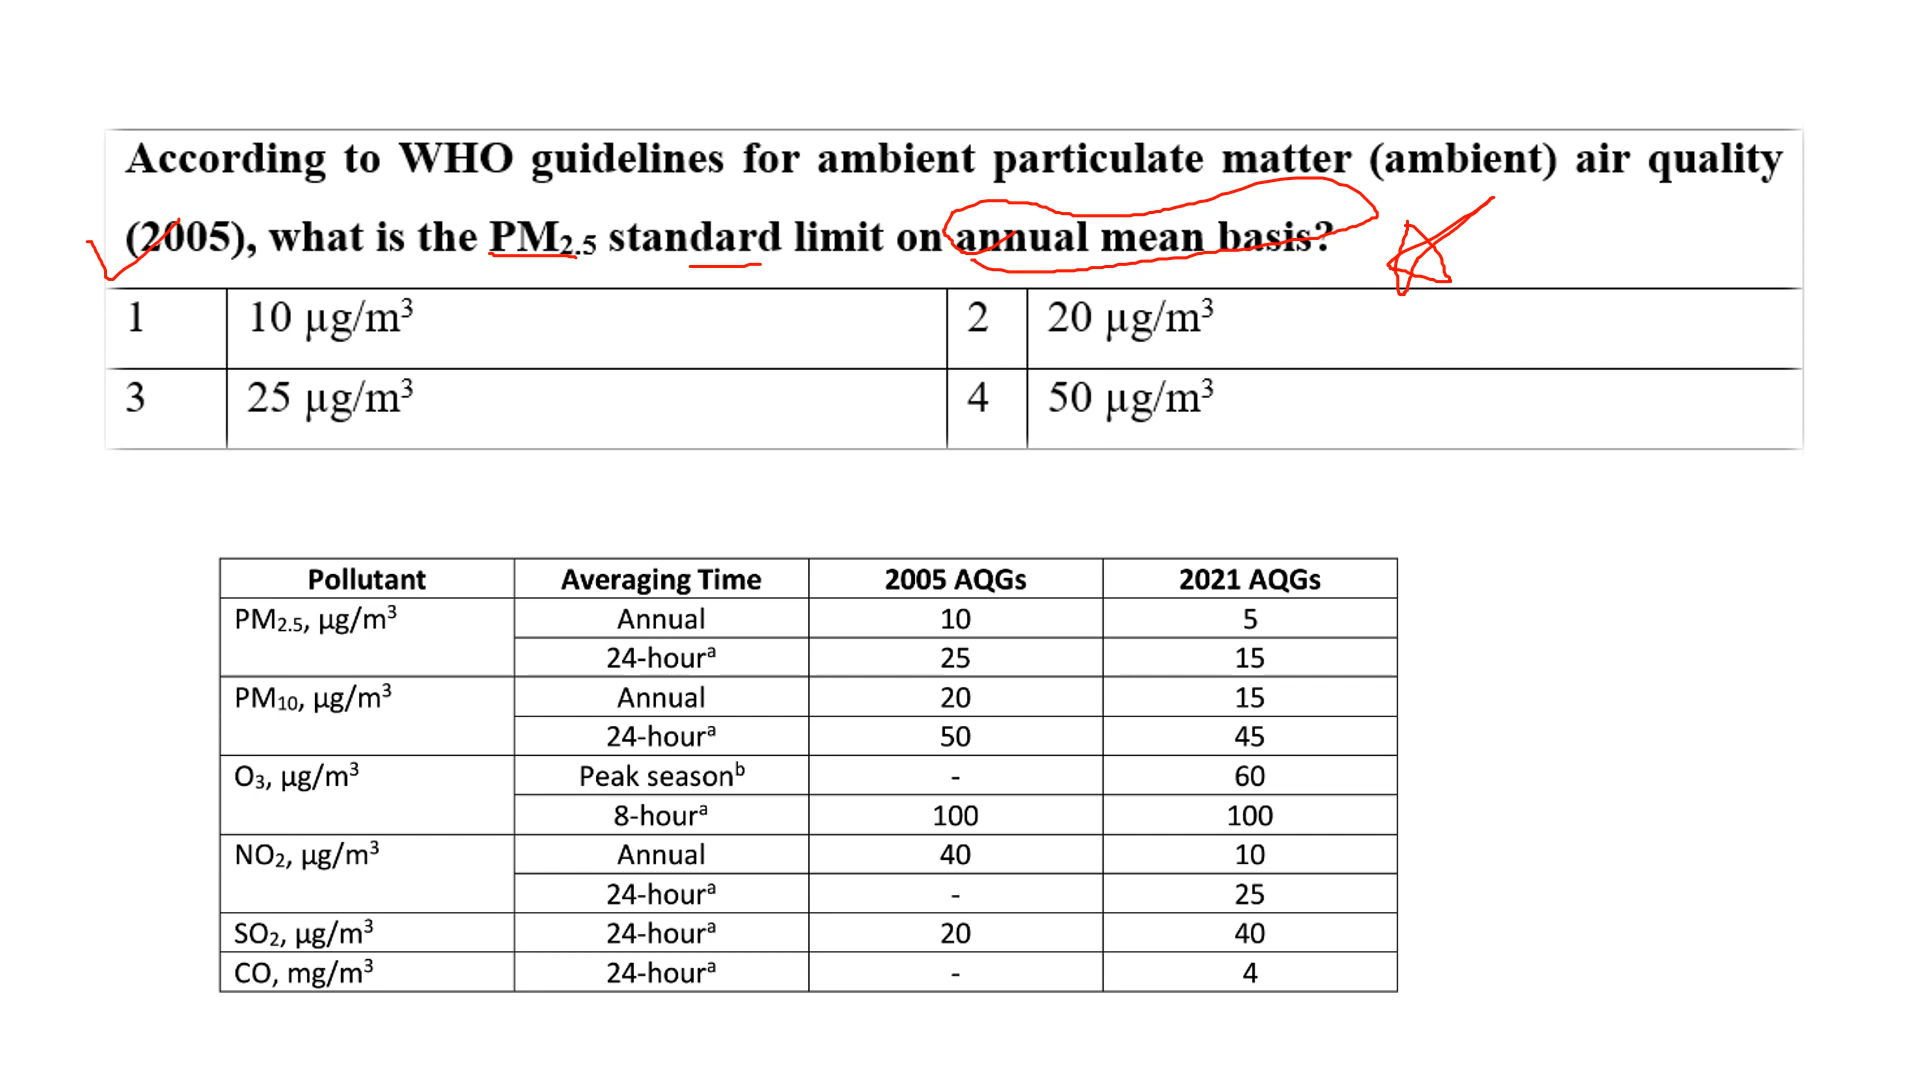 According to WHO guidelines for ambient particulate matter (ambient) air quality
(2005), what is the PM2.5 standard limit on annual mean basis?
1 10 µg/m³ 2 20 µg/m³
3 25 µg/m³ 4 50 µg/m³
Pollutant Averaging Time 2005 AQGs 2021 AQGs
PM2.5, µg/m³ Annual 10 5
24-hourᵃ 25 15
PM10, µg/m³ Annual 20 15
24-hourᵃ 50 45
O3, µg/m³ Peak seasonᵇ - 60
8-hourᵃ 100 100
NO2, µg/m³ Annual 40 10
24-hourᵃ - 25
SO2, µg/m³ 24-hourᵃ 20 40
CO, mg/m³ 24-hourᵃ - 4